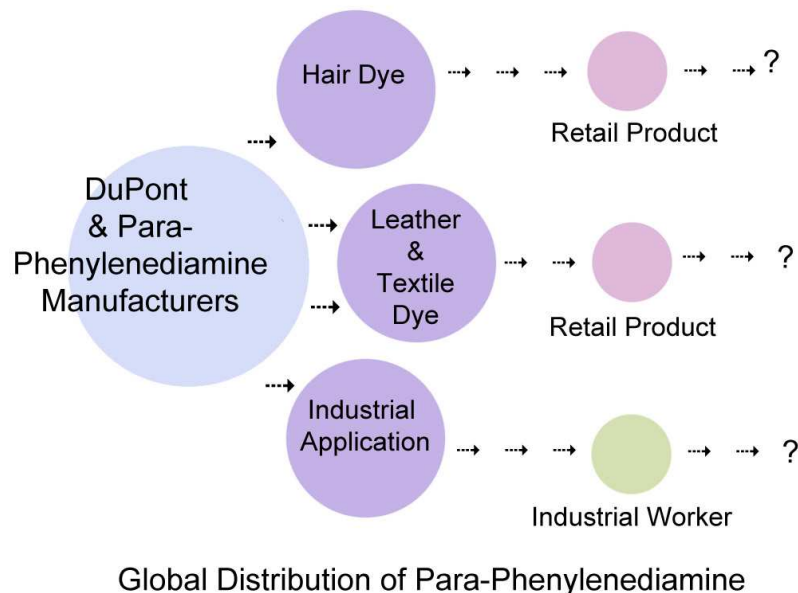 Hair Dye
?
Retail Product
DuPont
& Para-
Phenylenediamine
Manufacturers
Leather
&
Textile
Dye
?
Retail Product
Industrial
Application
?
Industrial Worker
Global Distribution of Para-Phenylenediamine